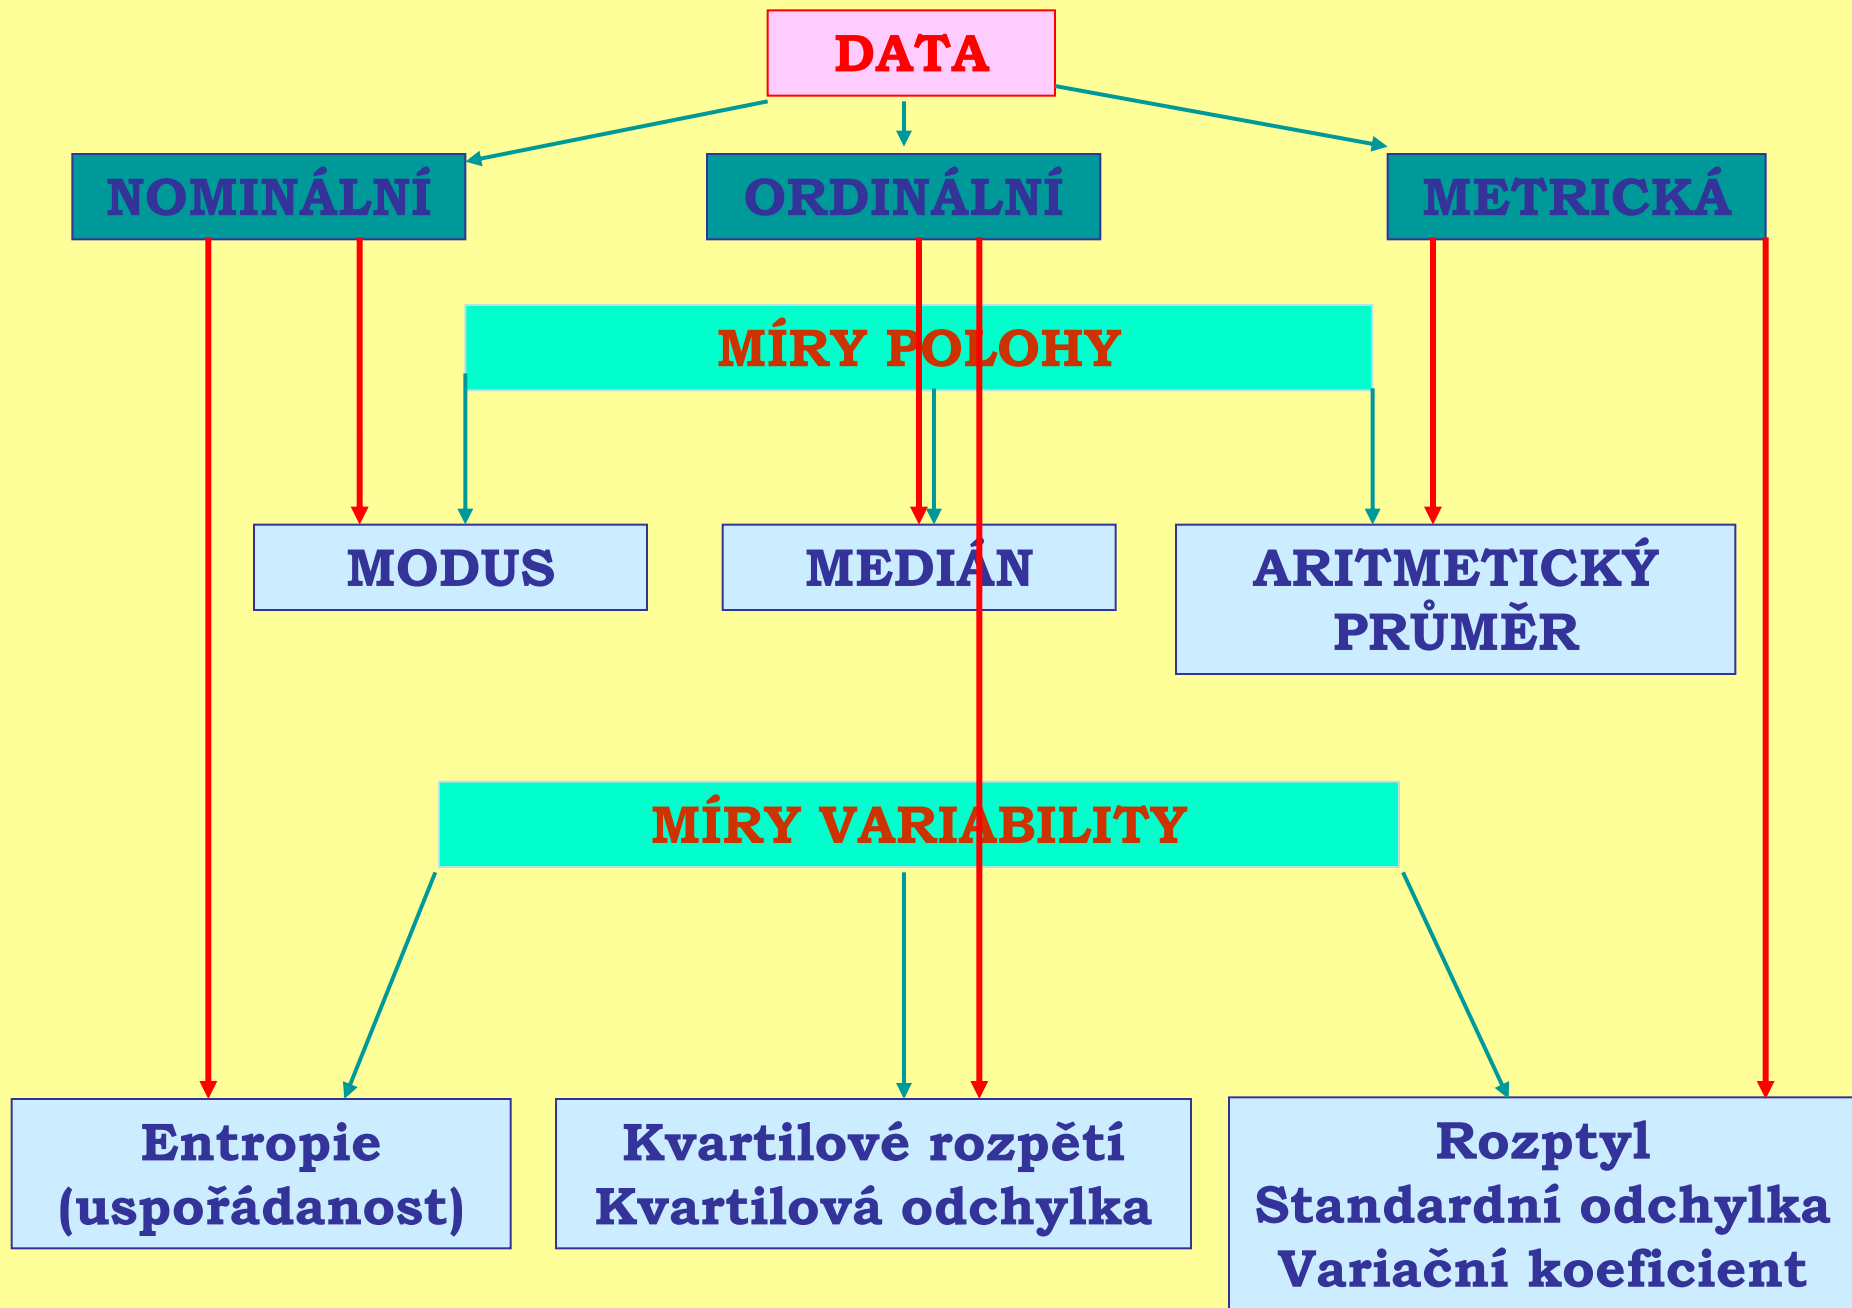 DATA
NOMINÁLNÍ
ORDINÁLNÍ
METRICKÁ
MÍRY POLOHY
MODUS
MEDIÁN
ARITMETICKÝ
PRŮMĚR
MÍRY VARIABILITY
Entropie
(uspořádanost)
Kvartilové rozpětí
Kvartilová odchylka
Rozptyl
Standardní odchylka
Variační koeficient